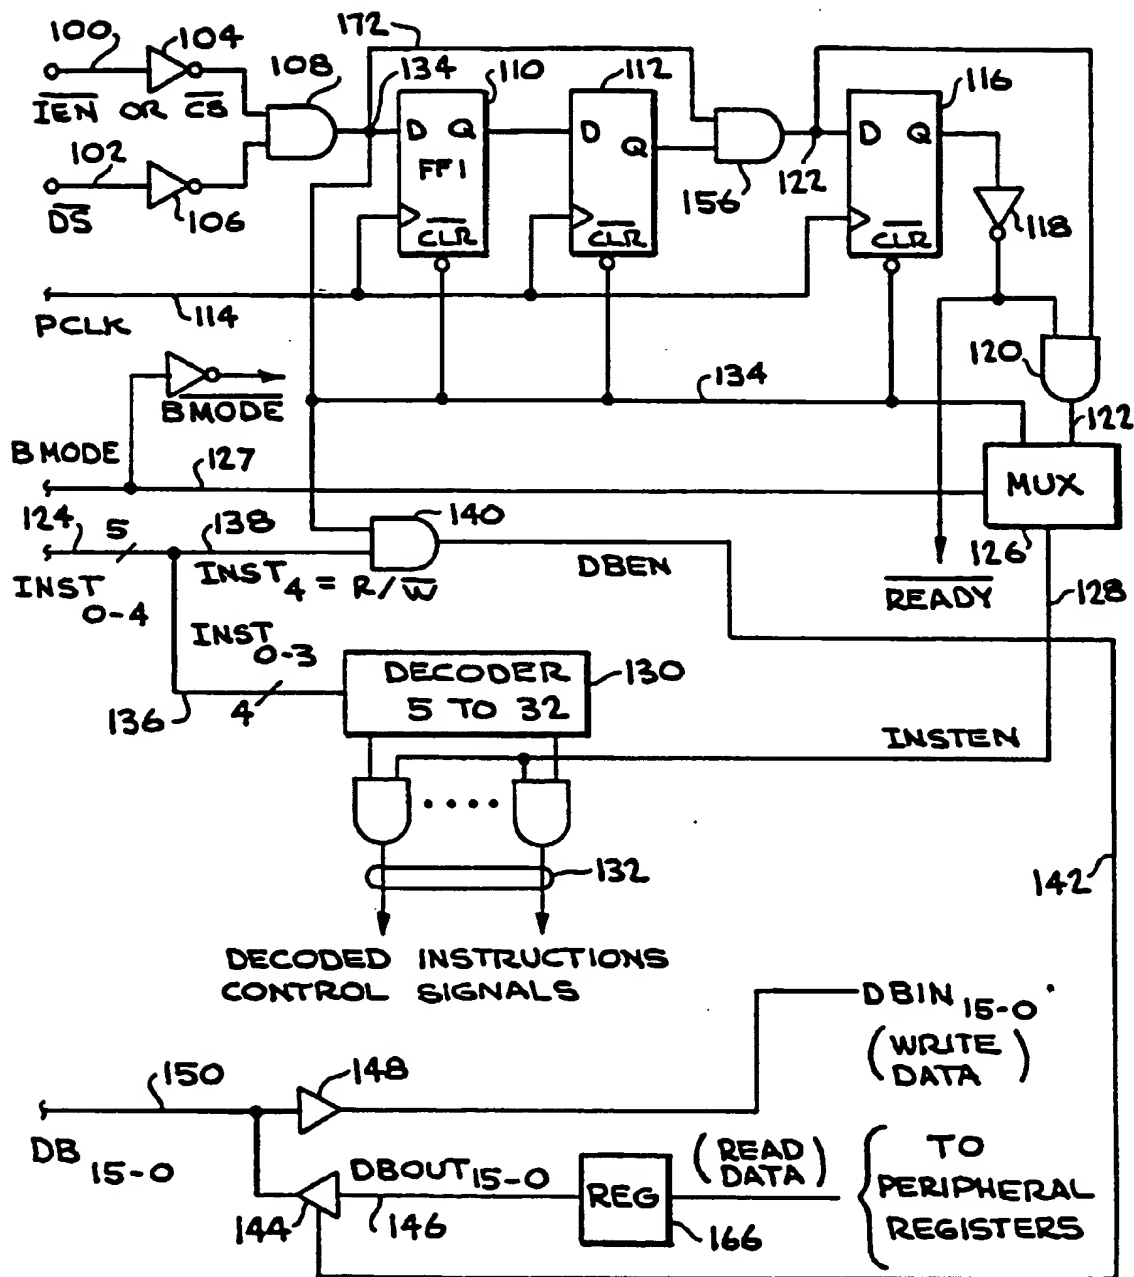 100
104
172
108
134
110
112
116
IEN OR CS
D Q
FF1
CLR
D
Q
CLR
D Q
CLR
102
DS
106
156
122
118
PCLK
114
120
134
122
BMODE
BMODE
127
MUX
126
124
5
138
140
INST 0-4
INST 4 = R/W
DBEN
READY
128
INST 0-3
136
4
DECODER
5 TO 32
130
INSTEN
132
142
DECODED INSTRUCTIONS
CONTROL SIGNALS
DBIN 15-0
(WRITE
DATA)
150
148
DB 15-0
DBOUT 15-0
144
146
REG
166
(READ
DATA)
TO
PERIPHERAL
REGISTERS